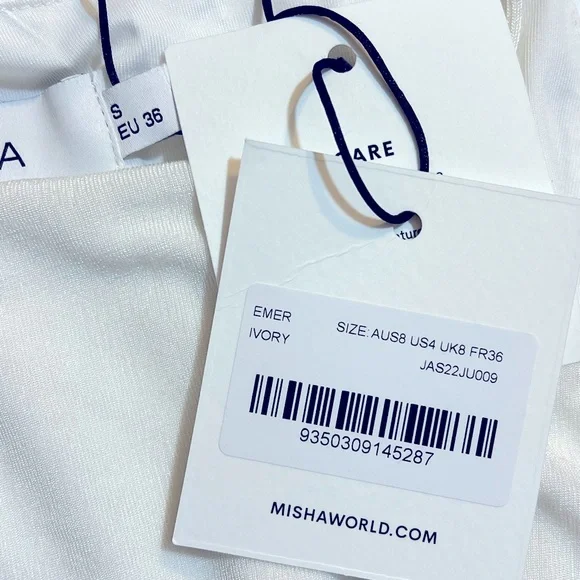 S
EU 36
A
ARE
EMER
IVORY
SIZE: AUS8 US4 UK8 FR36
JAS22JU009
9350309145287
MISHAWORLD.COM